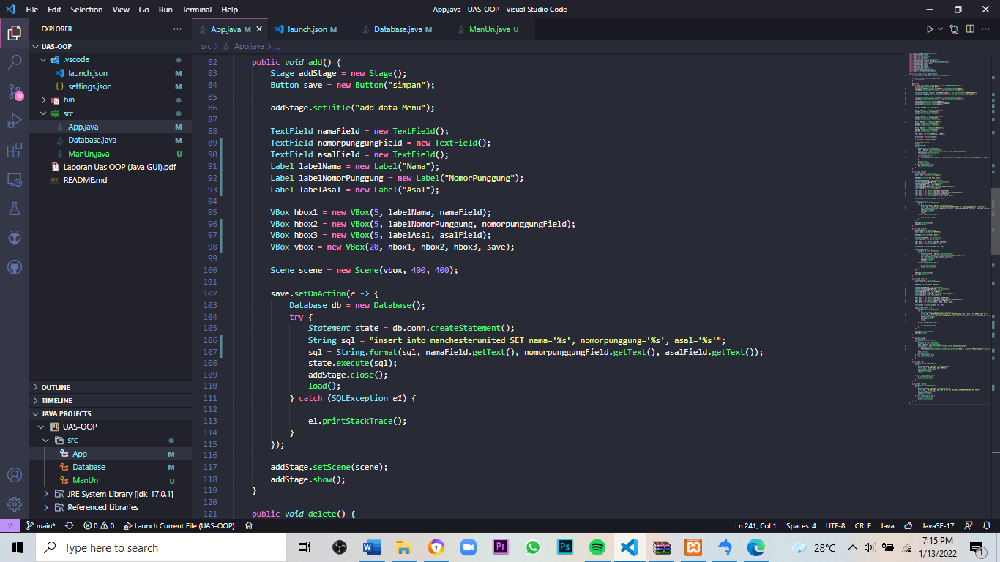 File Edit Selection View Go Run Terminal Help
App.java - UAS-OOP - Visual Studio Code
EXPLORER
UAS-OOP
.vscode
launch.json M
settings.json M
bin
src
App.java M
Database.java M
ManUn.java U
Laporan Uas OOP (Java GUI).pdf
README.md
10
OUTLINE
TIMELINE
JAVA PROJECTS
UAS-OOP
src
App M
Database M
ManUn U
JRE System Library [jdk-17.0.1]
Referenced Libraries
App.java M launch.json M Database.java M ManUn.java U
src > App.java > ...
82 public void add() {
83 Stage addStage = new Stage();
84 Button save = new Button("simpan");
85
86 addStage.setTitle("add data Menu");
87
88 TextField namaField = new TextField();
89 TextField nomorpunggungField = new TextField();
90 TextField asalField = new TextField();
91 Label labelNama = new Label("Nama");
92 Label labelNomorPunggung = new Label("NomorPunggung");
93 Label labelAsal = new Label("Asal");
94
95 VBox hbox1 = new VBox(5, labelNama, namaField);
96 VBox hbox2 = new VBox(5, labelNomorPunggung, nomorpunggungField);
97 VBox hbox3 = new VBox(5, labelAsal, asalField);
98 VBox vbox = new VBox(20, hbox1, hbox2, hbox3, save);
99
100 Scene scene = new Scene(vbox, 400, 400);
101
102 save.setOnAction(e -> {
103 Database db = new Database();
104 try {
105 Statement state = db.conn.createStatement();
106 String sql = "insert into manchesterunited SET nama='%s', nomorpunggung='%s', asal='%s'";
107 sql = String.format(sql, namaField.getText(), nomorpunggungField.getText(), asalField.getText());
108 state.execute(sql);
109 addStage.close();
110 load();
111 } catch (SQLException e1) {
112
113 e1.printStackTrace();
114 }
115 });
116
117 addStage.setScene(scene);
118 addStage.show();
119 }
120
121 public void delete() {
main* 0 0 Launch Current File (UAS-OOP)
Ln 241, Col 1 Spaces: 4 UTF-8 CRLF Java JavaSE-17
Type here to search
28°C
7:15 PM
1/13/2022
1